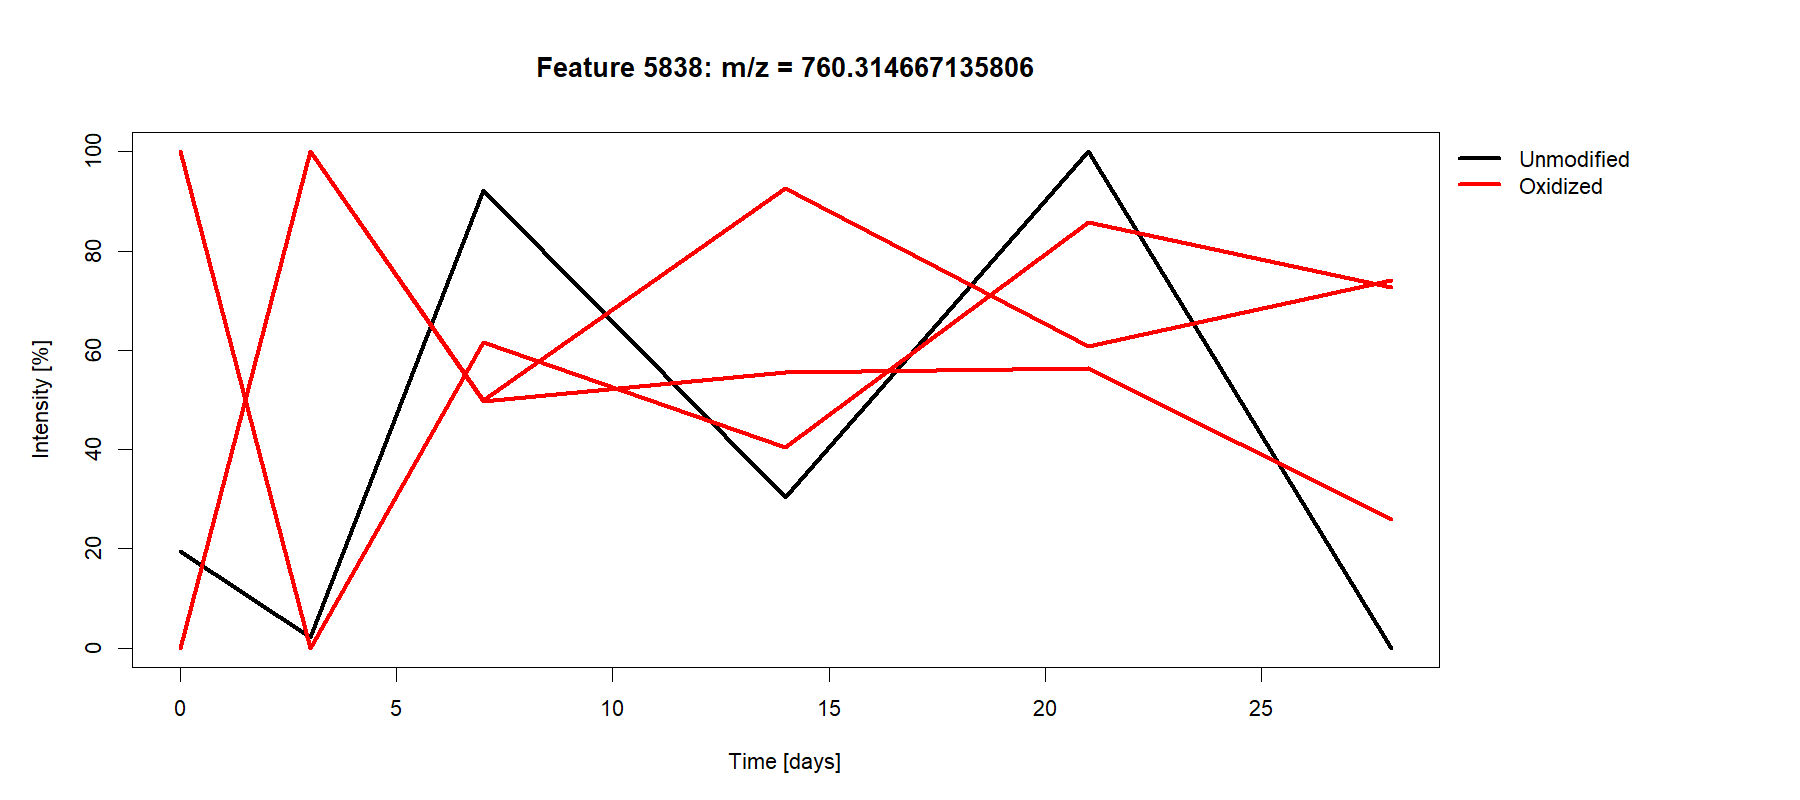 Feature 5838: m/z = 760.314667135806
Unmodified
Oxidized
Intensity [%]
100
80
60
40
20
0
0 5 10 15 20 25
Time [days]